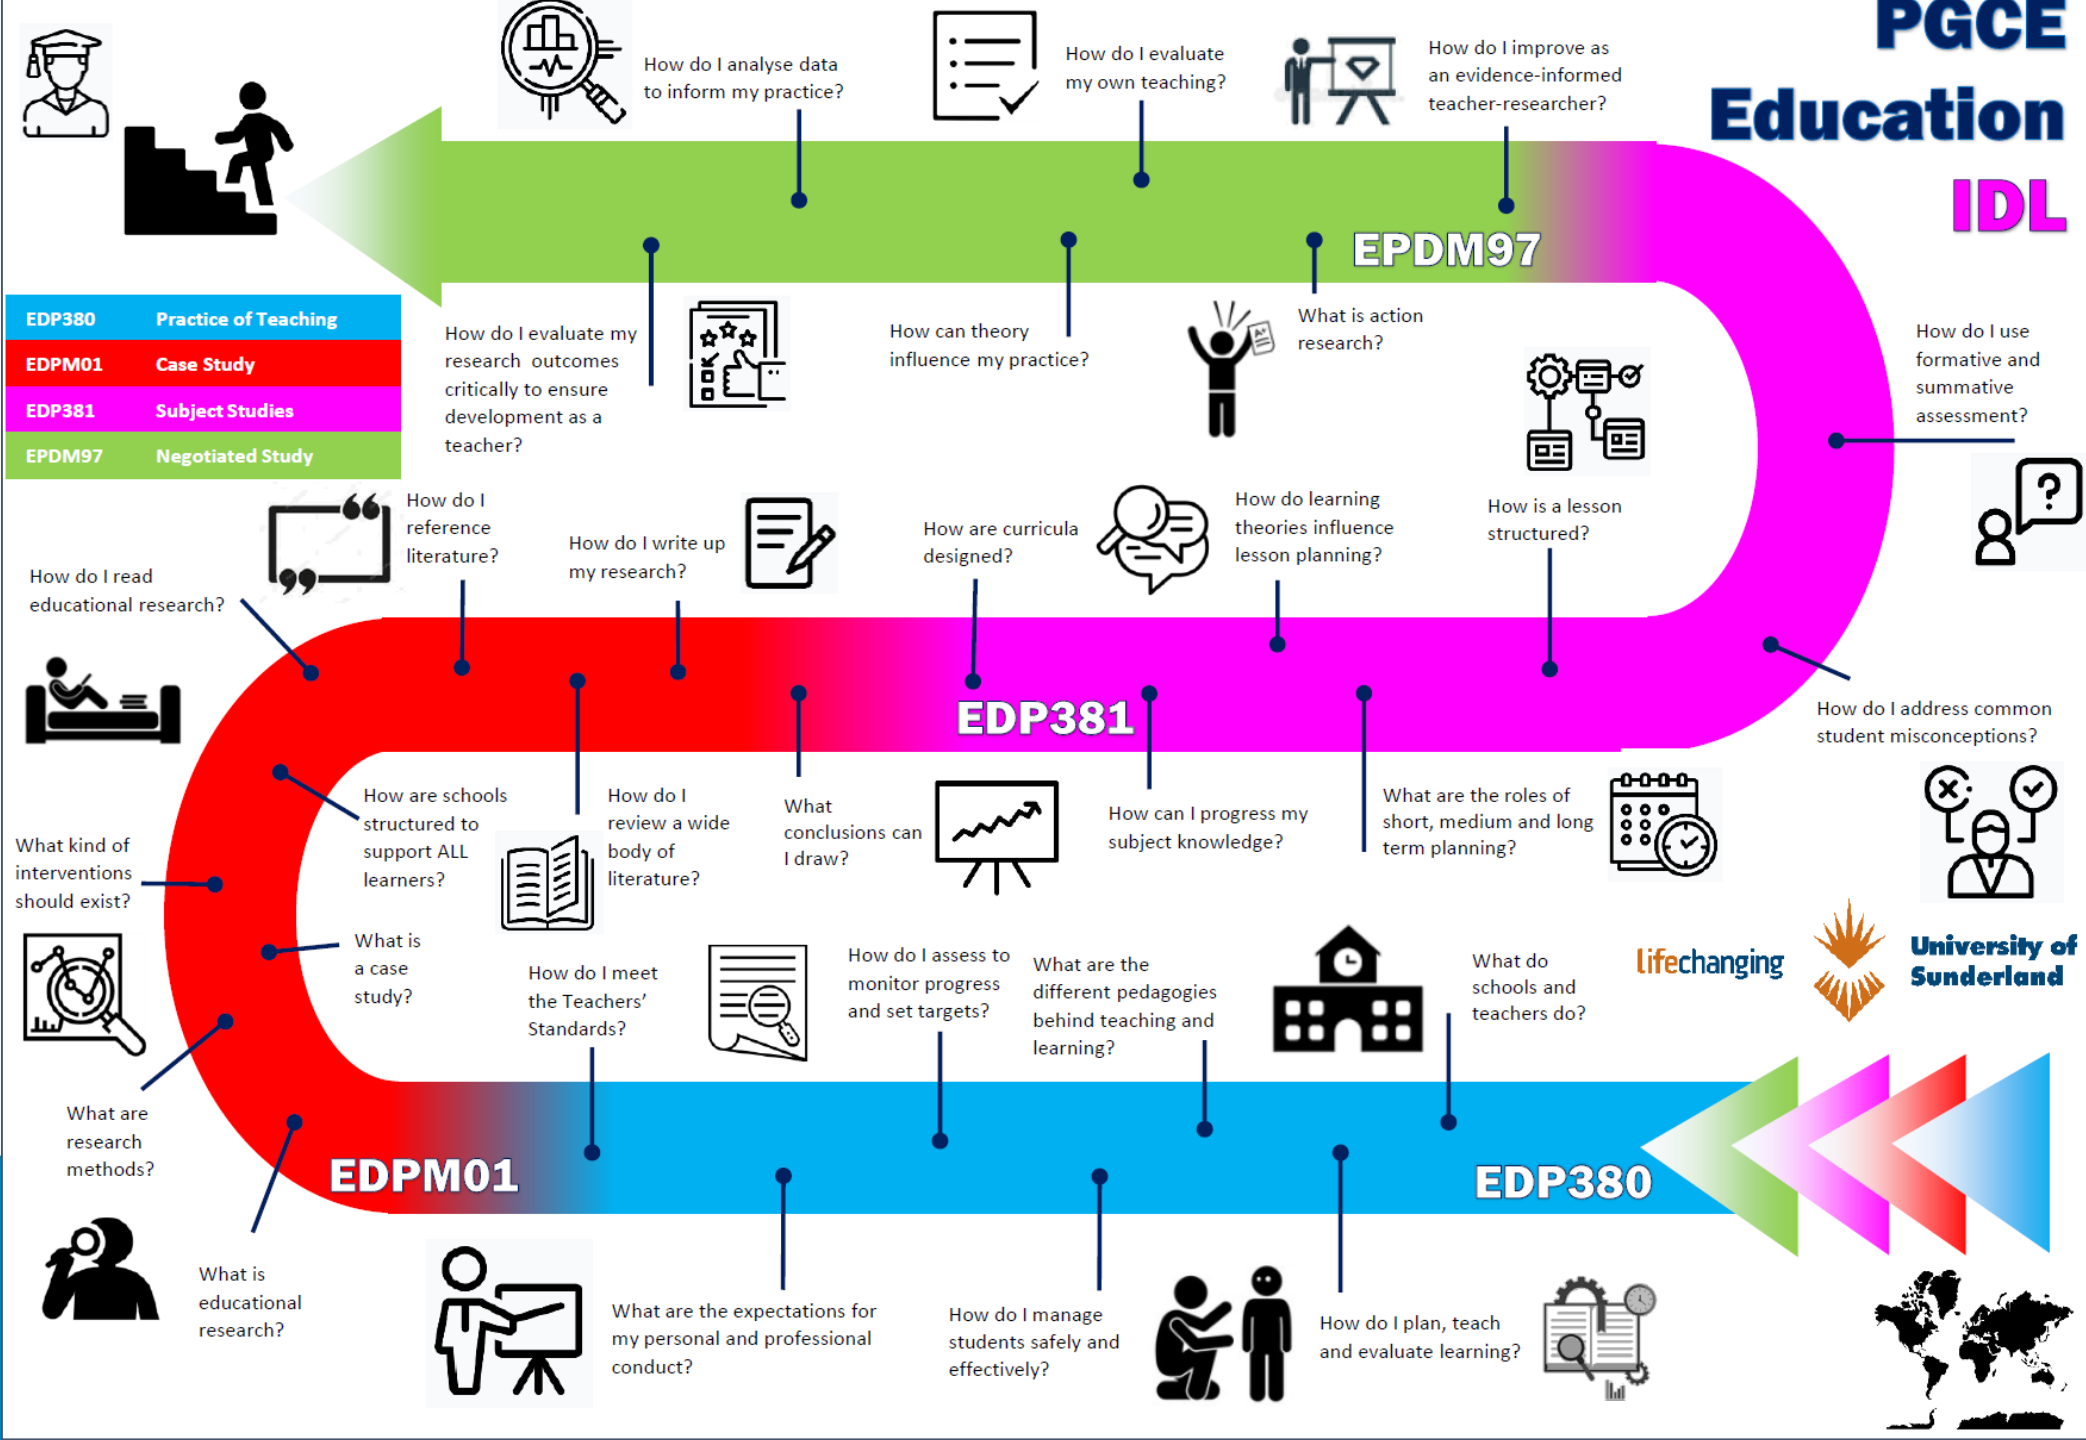 PGCE
Education
IDL
How do I analyse data
to inform my practice?
How do I evaluate
my own teaching?
How do I improve as
an evidence-informed
teacher-researcher?
EPDM97
EDP380 Practice of Teaching
EDPM01 Case Study
EDP381 Subject Studies
EPDM97 Negotiated Study
How do I evaluate my
research outcomes
critically to ensure
development as a
teacher?
How can theory
influence my practice?
A+
What is action
research?
How do I use
formative and
summative
assessment?
?
How do I read
educational research?
How do I
reference
literature?
How do I write up
my research?
How are curricula
designed?
How do learning
theories influence
lesson planning?
How is a lesson
structured?
EDP381
How do I address common
student misconceptions?
How are schools
structured to
support ALL
learners?
How do I
review a wide
body of
literature?
What
conclusions can
I draw?
How can I progress my
subject knowledge?
What are the roles of
short, medium and long
term planning?
What kind of
interventions
should exist?
What is
a case
study?
How do I meet
the Teachers'
Standards?
How do I assess to
monitor progress
and set targets?
What are the
different pedagogies
behind teaching and
learning?
What do
schools and
teachers do?
lifechanging
University of
Sunderland
What are
research
methods?
EDPM01
EDP380
What is
educational
research?
What are the expectations for
my personal and professional
conduct?
How do I manage
students safely and
effectively?
How do I plan, teach
and evaluate learning?